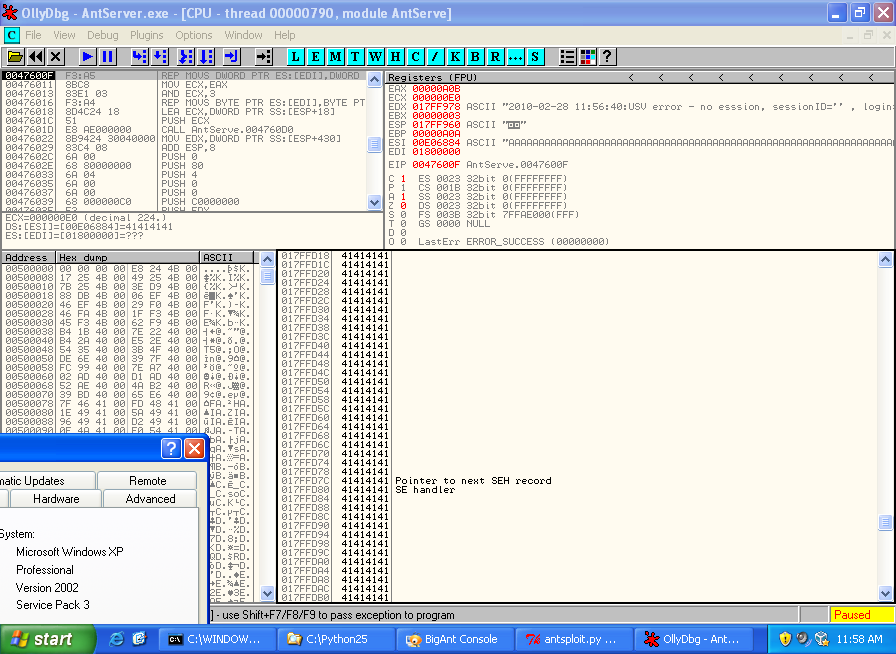 OllyDbg - AntServer.exe - [CPU - thread 00000790, module AntServe]
C File View Debug Plugins Options Window Help
L E M T W H C / K B R ... S ?
0047600F F3:A5 REP MOVS DWORD PTR ES:[EDI],DWORD
00476011 8BC8 MOV ECX,EAX
00476013 83E1 03 AND ECX,3
00476016 F3:A4 REP MOVS BYTE PTR ES:[EDI],BYTE PT
00476018 8D4C24 18 LEA ECX,DWORD PTR SS:[ESP+18]
0047601C 51 PUSH ECX
0047601D E8 AE000000 CALL AntServe.004760D0
00476022 8B9424 30040000 MOV EDX,DWORD PTR SS:[ESP+430]
00476029 83C4 08 ADD ESP,8
0047602C 6A 00 PUSH 0
0047602E 68 80000000 PUSH 80
00476033 6A 04 PUSH 4
00476035 6A 00 PUSH 0
00476037 6A 00 PUSH 0
00476039 68 000000C0 PUSH C0000000
ECX=000000E0 (decimal 224.)
DS:[ESI]=[00E06884]=41414141
ES:[EDI]=[01800000]=???
Registers (FPU) < < < < < < < < <
EAX 00000A0B
ECX 000000E0
EDX 017FF978 ASCII "2010-02-28 11:56:40:USV error - no esssion, sessionID='' , login
EBX 00000003
ESP 017FF960 ASCII
EBP 00000A0A
ESI 00E06884 ASCII "AAAAAAAAAAAAAAAAAAAAAAAAAAAAAAAAAAAAAAAAAAAAAAAAAAAAAAA
EDI 01800000
EIP 0047600F AntServe.0047600F
C 1 ES 0023 32bit 0(FFFFFFFF)
P 1 CS 001B 32bit 0(FFFFFFFF)
A 1 SS 0023 32bit 0(FFFFFFFF)
Z 0 DS 0023 32bit 0(FFFFFFFF)
S 0 FS 003B 32bit 7FFAE000(FFF)
T 0 GS 0000 NULL
D 0
O 0 LastErr ERROR_SUCCESS (00000000)
Address Hex dump ASCII
00500000 00 00 00 00 E8 24 4B 00
00500008 17 25 4B 00 49 25 4B 00
00500010 7B 25 4B 00 3E D9 4B 00
00500018 88 DB 4B 00 06 EF 4B 00
00500020 46 EF 4B 00 29 F0 4B 00
00500028 46 FA 4B 00 1F F3 4B 00
00500030 45 F3 4B 00 62 F9 4B 00
00500038 B4 1B 40 00 7E 22 40 00
00500040 B4 2A 40 00 E5 2E 40 00
00500048 54 35 40 00 3B 4F 40 00
00500050 DE 6E 40 00 39 7F 40 00
00500058 FC 99 40 00 7E A7 40 00
00500060 02 AD 40 00 D1 AD 40 00
00500068 52 AE 40 00 4A B2 40 00
00500070 39 BD 40 00 65 E6 40 00
00500078 7F 46 41 00 FD 48 41 00
00500080 1E 49 41 00 5A 49 41 00
00500088 96 49 41 00 D2 49 41 00
017FFD18 41414141
017FFD1C 41414141
017FFD20 41414141
017FFD24 41414141
017FFD28 41414141
017FFD2C 41414141
017FFD30 41414141
017FFD34 41414141
017FFD38 41414141
017FFD3C 41414141
017FFD40 41414141
017FFD44 41414141
017FFD48 41414141
017FFD4C 41414141
017FFD50 41414141
017FFD54 41414141
017FFD58 41414141
017FFD5C 41414141
017FFD60 41414141
017FFD64 41414141
017FFD68 41414141
017FFD6C 41414141
017FFD70 41414141
017FFD74 41414141
017FFD78 41414141
017FFD7C 41414141 Pointer to next SEH record
017FFD80 41414141 SE handler
017FFD84 41414141
017FFD88 41414141
017FFD8C 41414141
017FFD90 41414141
017FFD94 41414141
017FFD98 41414141
017FFD9C 41414141
017FFDA0 41414141
017FFDA4 41414141
017FFDA8 41414141
017FFDAC 41414141
017FFDB0 41414141
matic Updates Remote
Hardware Advanced
System:
Microsoft Windows XP
Professional
Version 2002
Service Pack 3
] - use Shift+F7/F8/F9 to pass exception to program Paused
start C:\WINDOW... C:\Python25 BigAnt Console antsploit.py ... OllyDbg - Ant... 11:58 AM